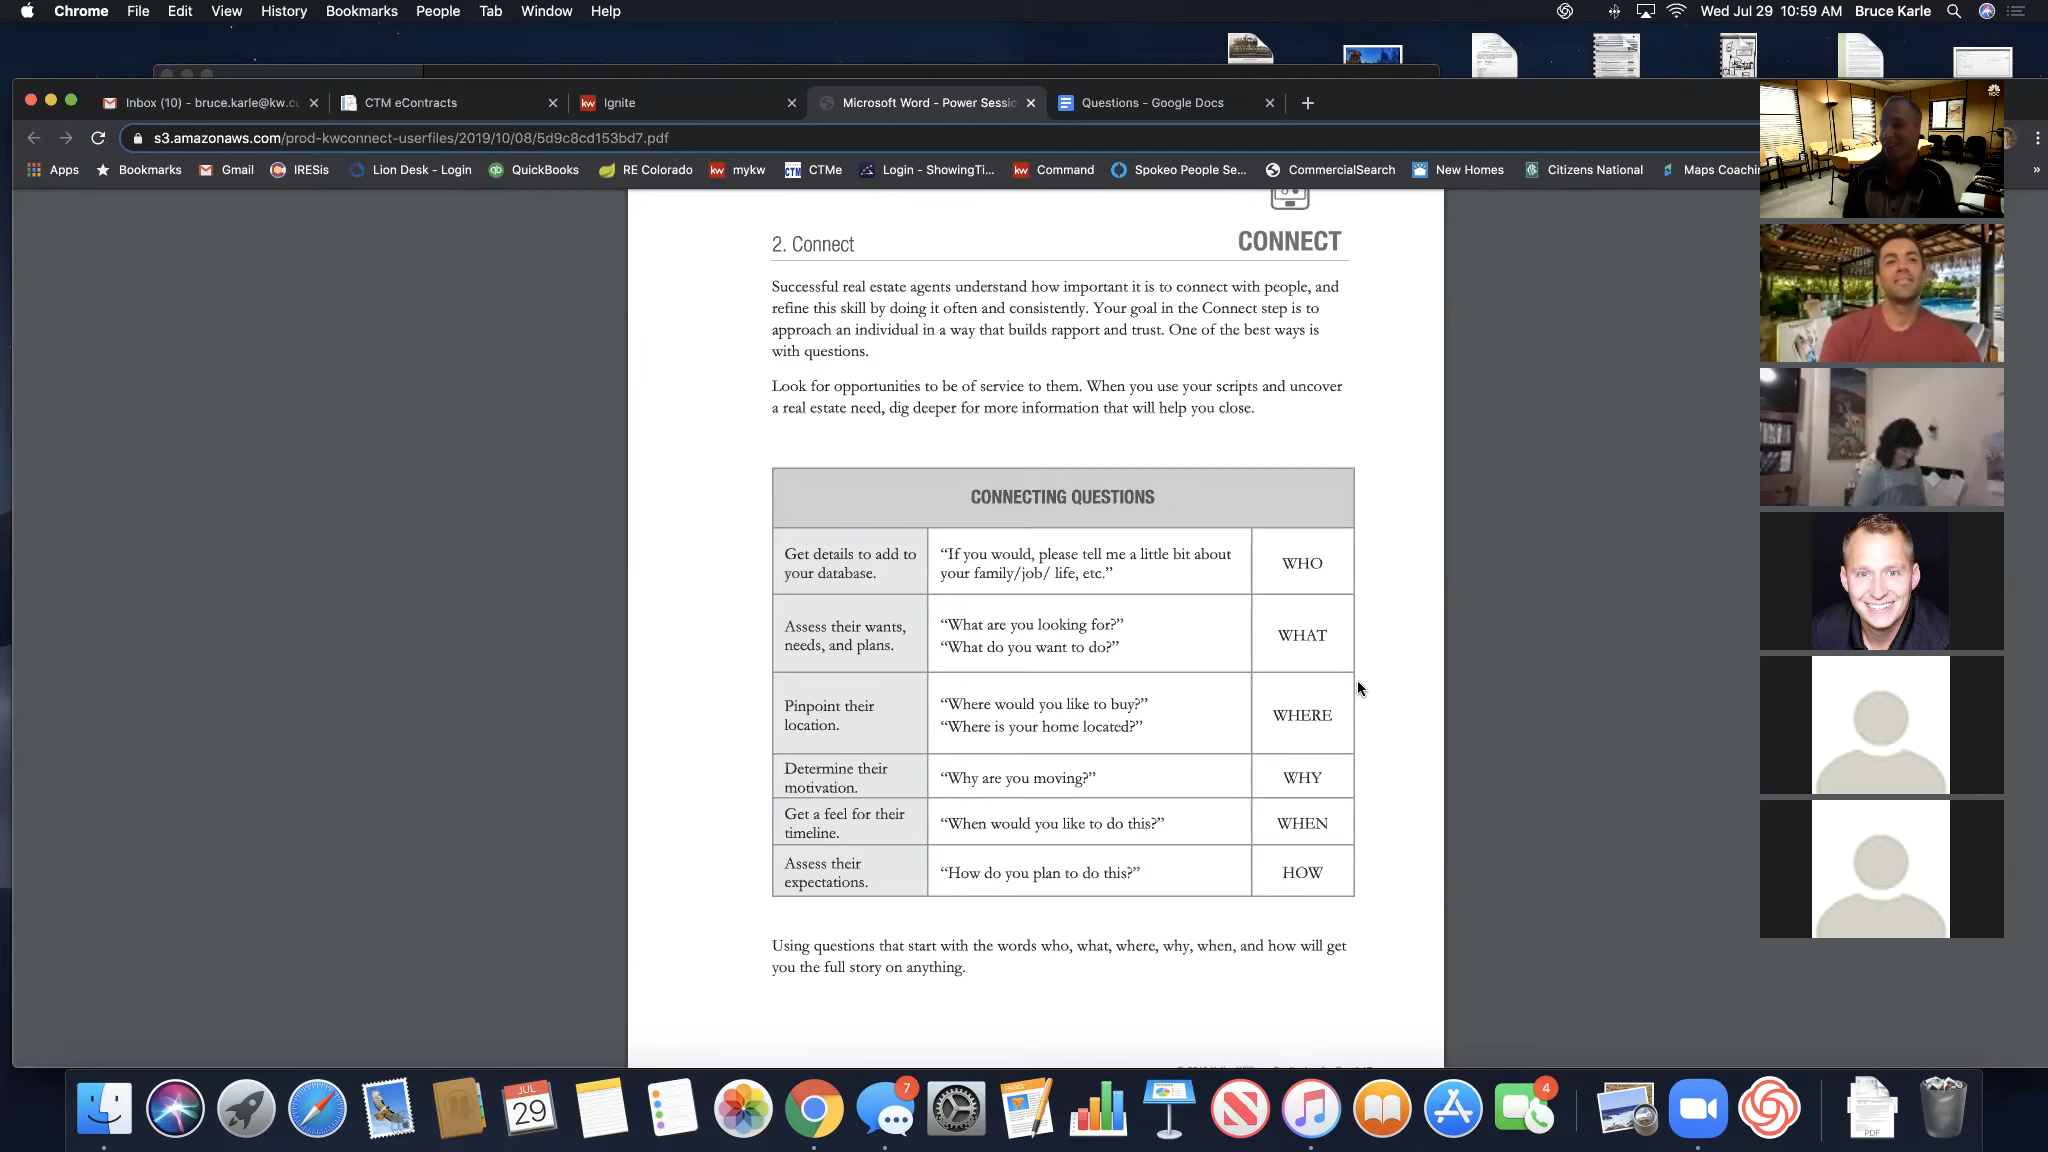 Chrome File Edit View History Bookmarks People Tab Window Help
Wed Jul 29 10:59 AM Bruce Karle
Inbox (10) - bruce.karle@kw.cc
CTM eContracts
kw Ignite
Microsoft Word - Power Sessi
Questions - Google Docs
s3.amazonaws.com/prod-kwconnect-userfiles/2019/10/08/5d9c8cd153bd7.pdf
Apps Bookmarks Gmail IRESis Lion Desk - Login QuickBooks RE Colorado kw mykw CTM CTMe Login - ShowingTi... kw Command Spokeo People Se... CommercialSearch New Homes Citizens National Maps Coachi
2. Connect
CONNECT
Successful real estate agents understand how important it is to connect with people, and
refine this skill by doing it often and consistently. Your goal in the Connect step is to
approach an individual in a way that builds rapport and trust. One of the best ways is
with questions.
Look for opportunities to be of service to them. When you use your scripts and uncover
a real estate need, dig deeper for more information that will help you close.
CONNECTING QUESTIONS
Get details to add to
your database.
“If you would, please tell me a little bit about
your family/job/ life, etc.”
WHO
Assess their wants,
needs, and plans.
“What are you looking for?”
“What do you want to do?”
WHAT
Pinpoint their
location.
“Where would you like to buy?”
“Where is your home located?”
WHERE
Determine their
motivation.
“Why are you moving?”
WHY
Get a feel for their
timeline.
“When would you like to do this?”
WHEN
Assess their
expectations.
“How do you plan to do this?”
HOW
Using questions that start with the words who, what, where, why, when, and how will get
you the full story on anything.
JUL
29
7
PAGES
4
PDF